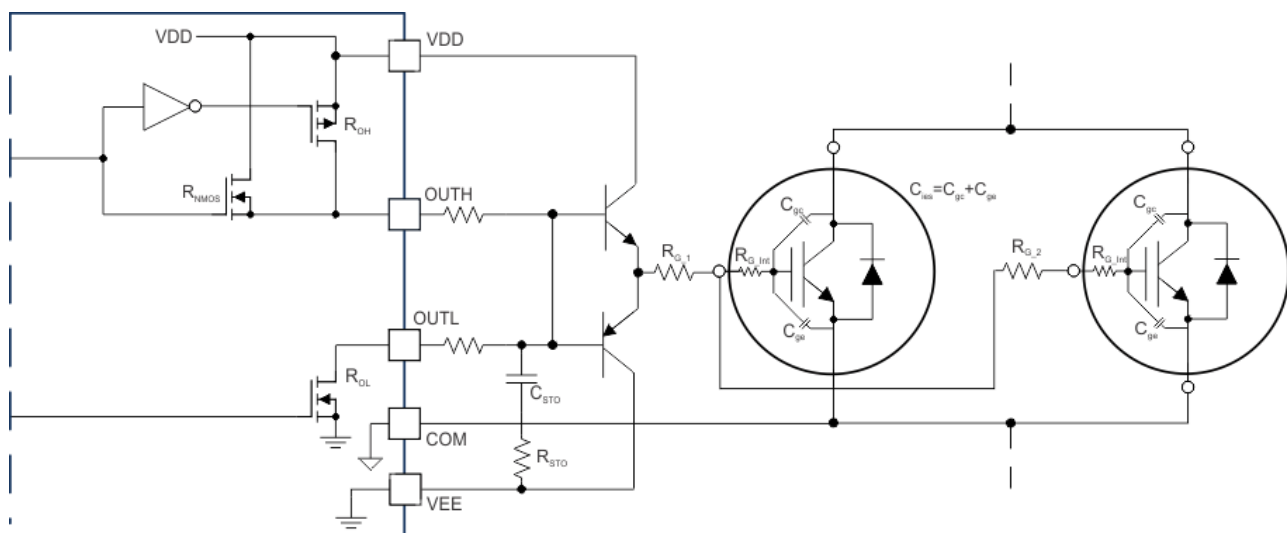 VDD
VDD
R_OH
R_NMOS
OUTH
C_ies=C_gc+C_ge
C_gc
C_gc
R_G_1
R_G_Int
R_G_2
R_G_Int
C_ge
C_ge
OUTL
R_OL
C_STO
COM
R_STO
VEE